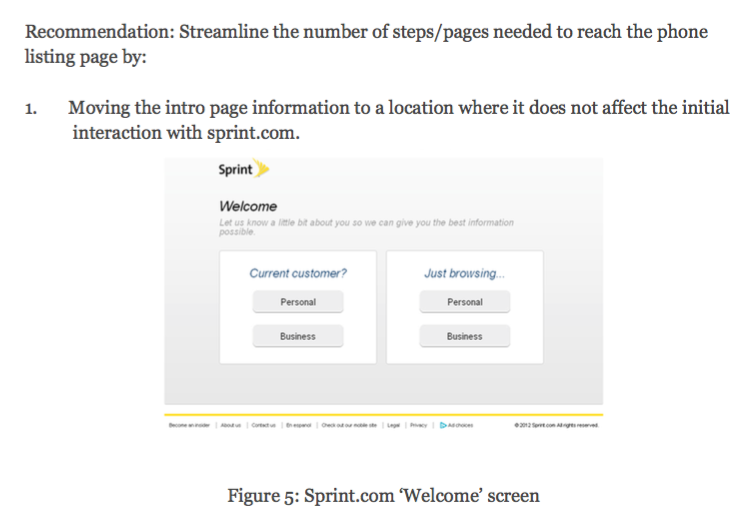 Recommendation: Streamline the number of steps/pages needed to reach the phone
listing page by:
1. Moving the intro page information to a location where it does not affect the initial
interaction with sprint.com.
Sprint
Welcome
Let us know a little bit about you so we can give you the best information
possible.
Current customer? Just browsing...
Personal Personal
Business Business
Become an insider | About us | Contact us | En espanol | Check out our mobile site | Legal | Privacy | Ad choices © 2012 Sprint.com All rights reserved
Figure 5: Sprint.com ‘Welcome’ screen